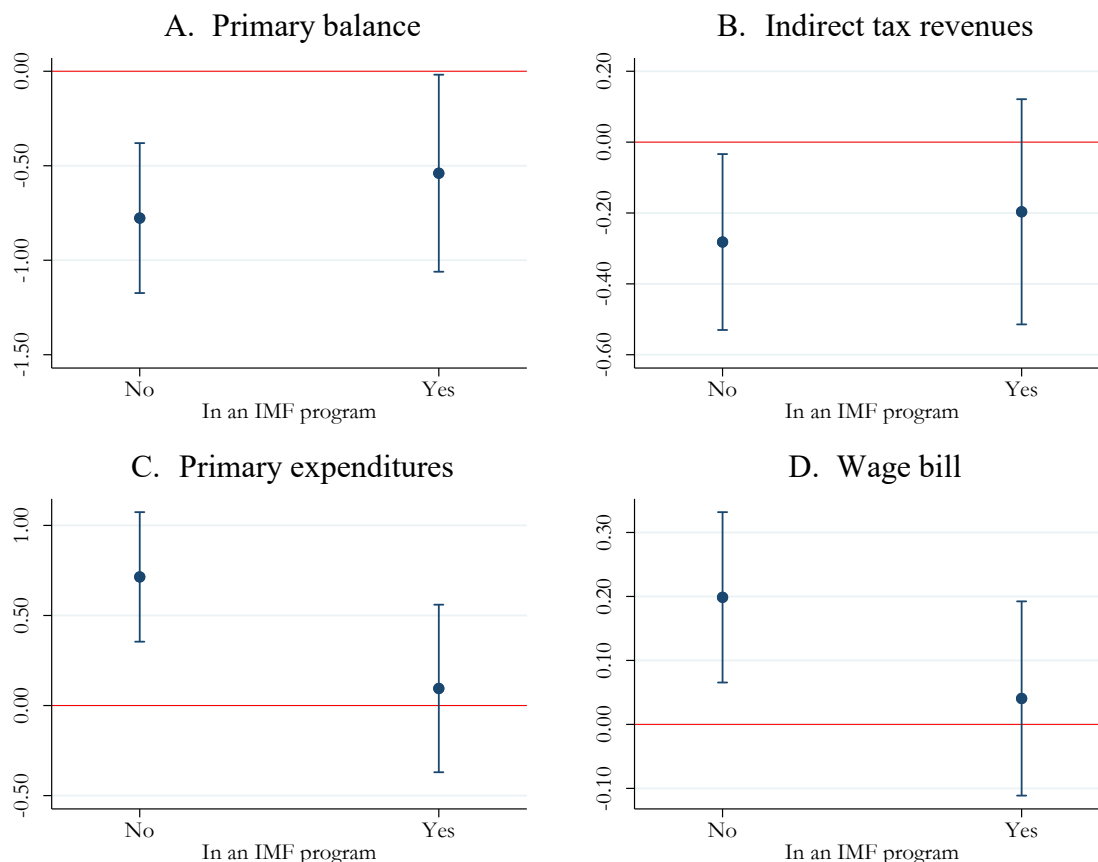 A. Primary balance
0.00
-0.50
-1.00
-1.50
No
Yes
In an IMF program
B. Indirect tax revenues
0.20
0.00
-0.20
-0.40
-0.60
No
Yes
In an IMF program
C. Primary expenditures
1.00
0.50
0.00
-0.50
No
Yes
In an IMF program
D. Wage bill
0.30
0.20
0.10
0.00
-0.10
No
Yes
In an IMF program